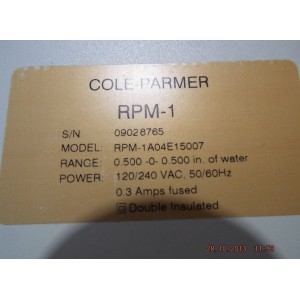 COLE-PARMER
RPM-1
S/N 09028765
MODEL: RPM-1A04E15007
RANGE: 0.500 -0- 0.500 in. of water
POWER: 120/240 VAC, 50/60Hz
0.3 Amps fused
Double Insulated